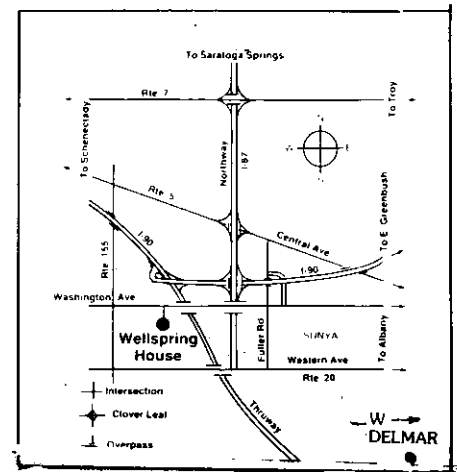 To Saratoga Springs
Rte 7
To Troy
To Schenectady
Northway
I-87
W
E
Rte 5
Central Ave
To E Greenbush
I-90
Rte 155
I-90
Washington Ave
Wellspring
House
Fuller Rd
SUNYA
Western Ave
To Albany
Rte 20
Intersection
Clover Leaf
Overpass
Thruway
W
DELMAR